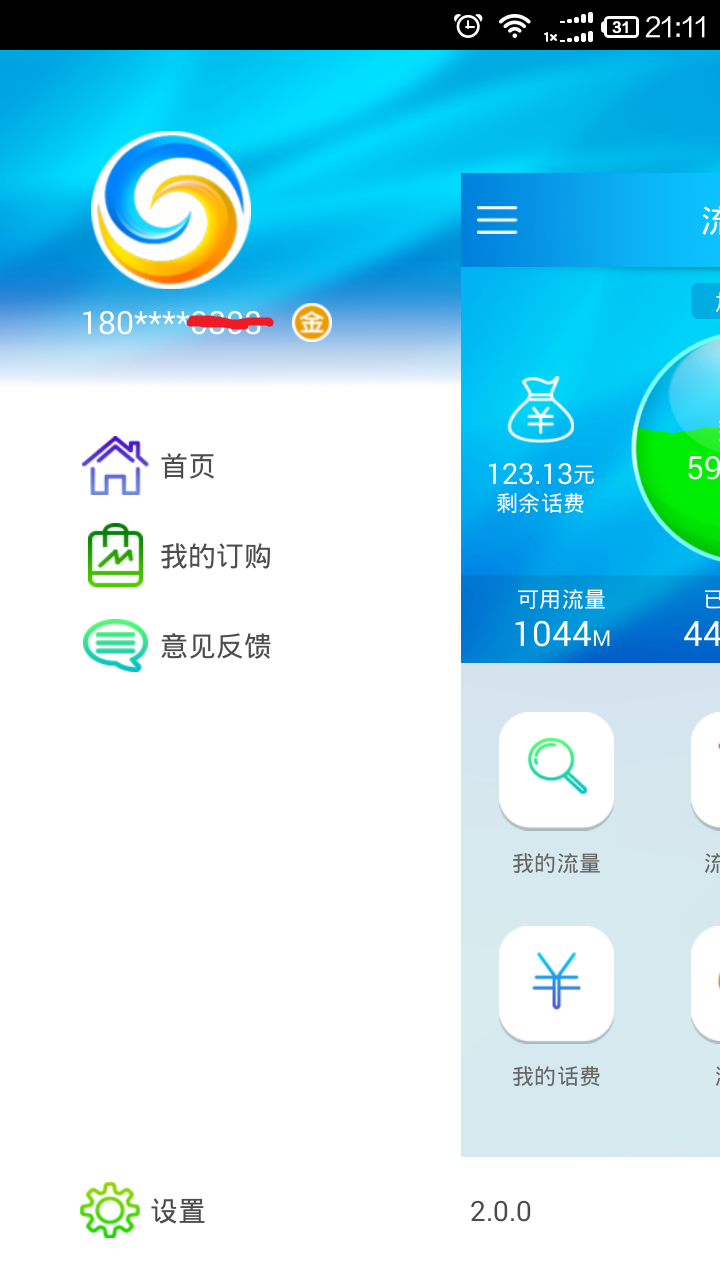 31 21:11
180****
金
首页
我的订购
意见反馈
设置
流
123.13元
剩余话费
59
可用流量
1044M
已
44
我的流量
流
我的话费
2.0.0